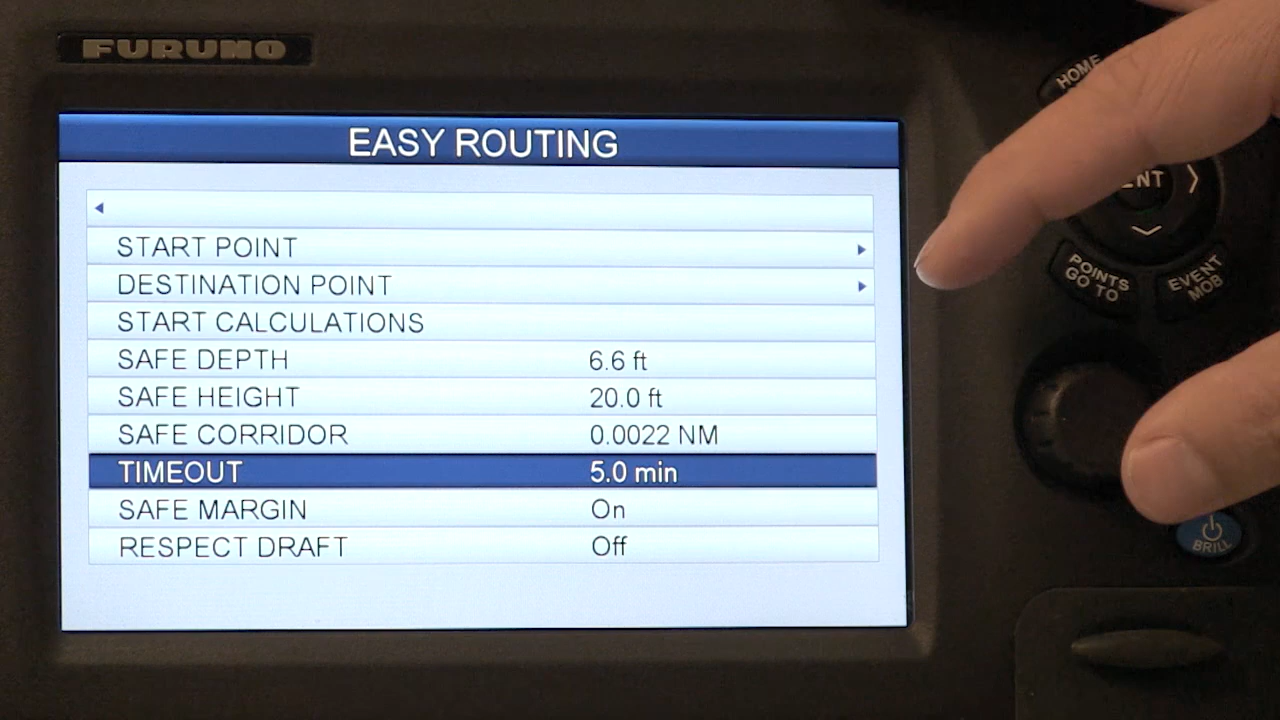 FURUNO
HOME
EASY ROUTING
START POINT
DESTINATION POINT
START CALCULATIONS
SAFE DEPTH 6.6 ft
SAFE HEIGHT 20.0 ft
SAFE CORRIDOR 0.0022 NM
TIMEOUT 5.0 min
SAFE MARGIN On
RESPECT DRAFT Off
POINTS
GO TO
EVENT
MOB
BRILL